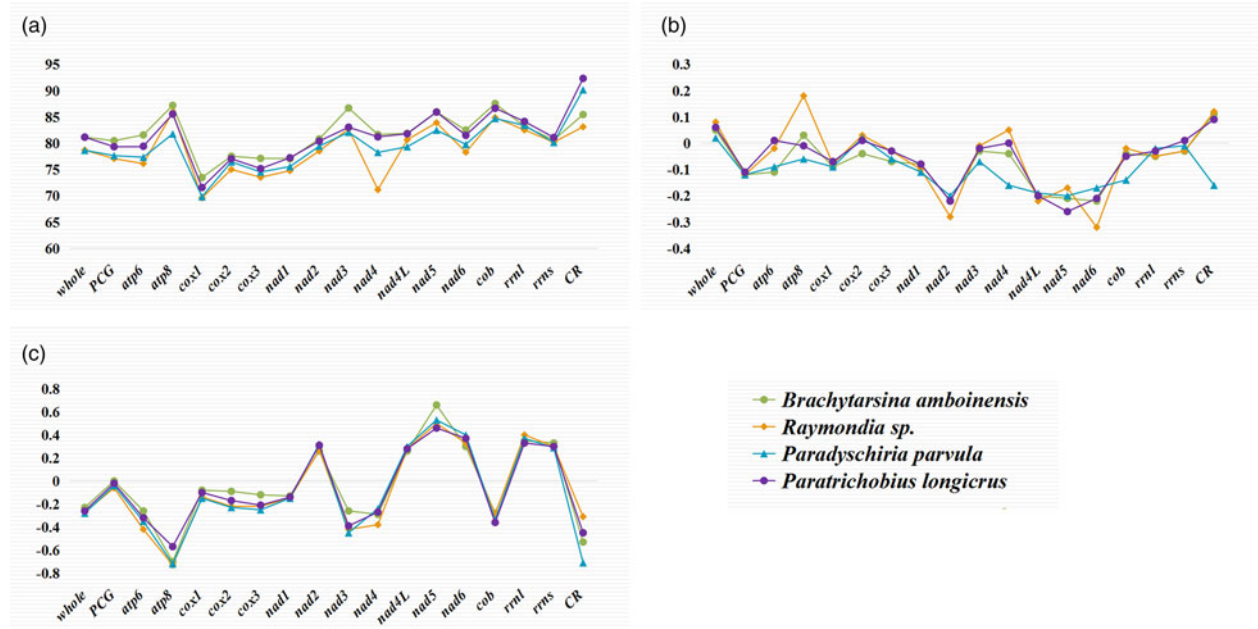 (a)
95
90
85
80
75
70
65
60
whole PCG atp6 atp8 cox1 cox2 cox3 nad1 nad2 nad3 nad4 nad4L nad5 nad6 cob rrnl rrns CR
(b)
0.3
0.2
0.1
0
-0.1
-0.2
-0.3
-0.4
whole PCG atp6 atp8 cox1 cox2 cox3 nad1 nad2 nad3 nad4 nad4L nad5 nad6 cob rrnl rrns CR
(c)
0.8
0.6
0.4
0.2
0
-0.2
-0.4
-0.6
-0.8
whole PCG atp6 atp8 cox1 cox2 cox3 nad1 nad2 nad3 nad4 nad4L nad5 nad6 cob rrnl rrns CR
Brachytarsina amboinensis
Raymondia sp.
Paradyschiria parvula
Paratrichobius longicrus